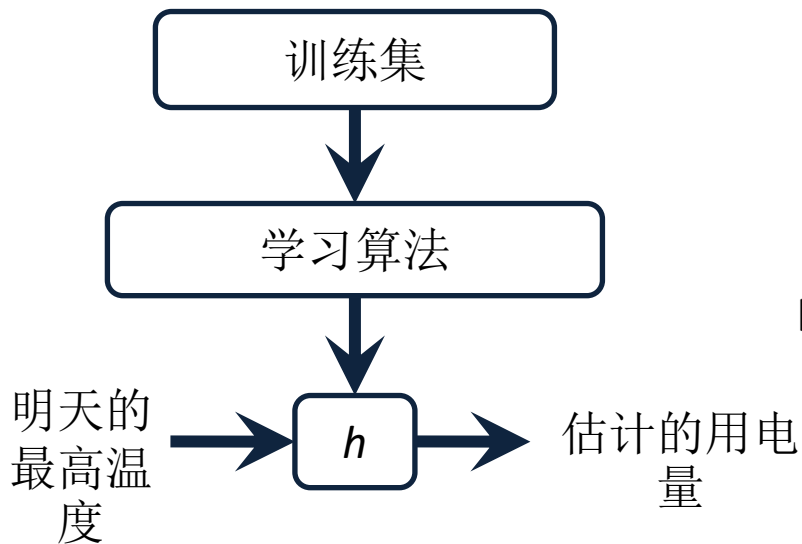 训练集
学习算法
明天的
最高温
度
h
估计的用电
量